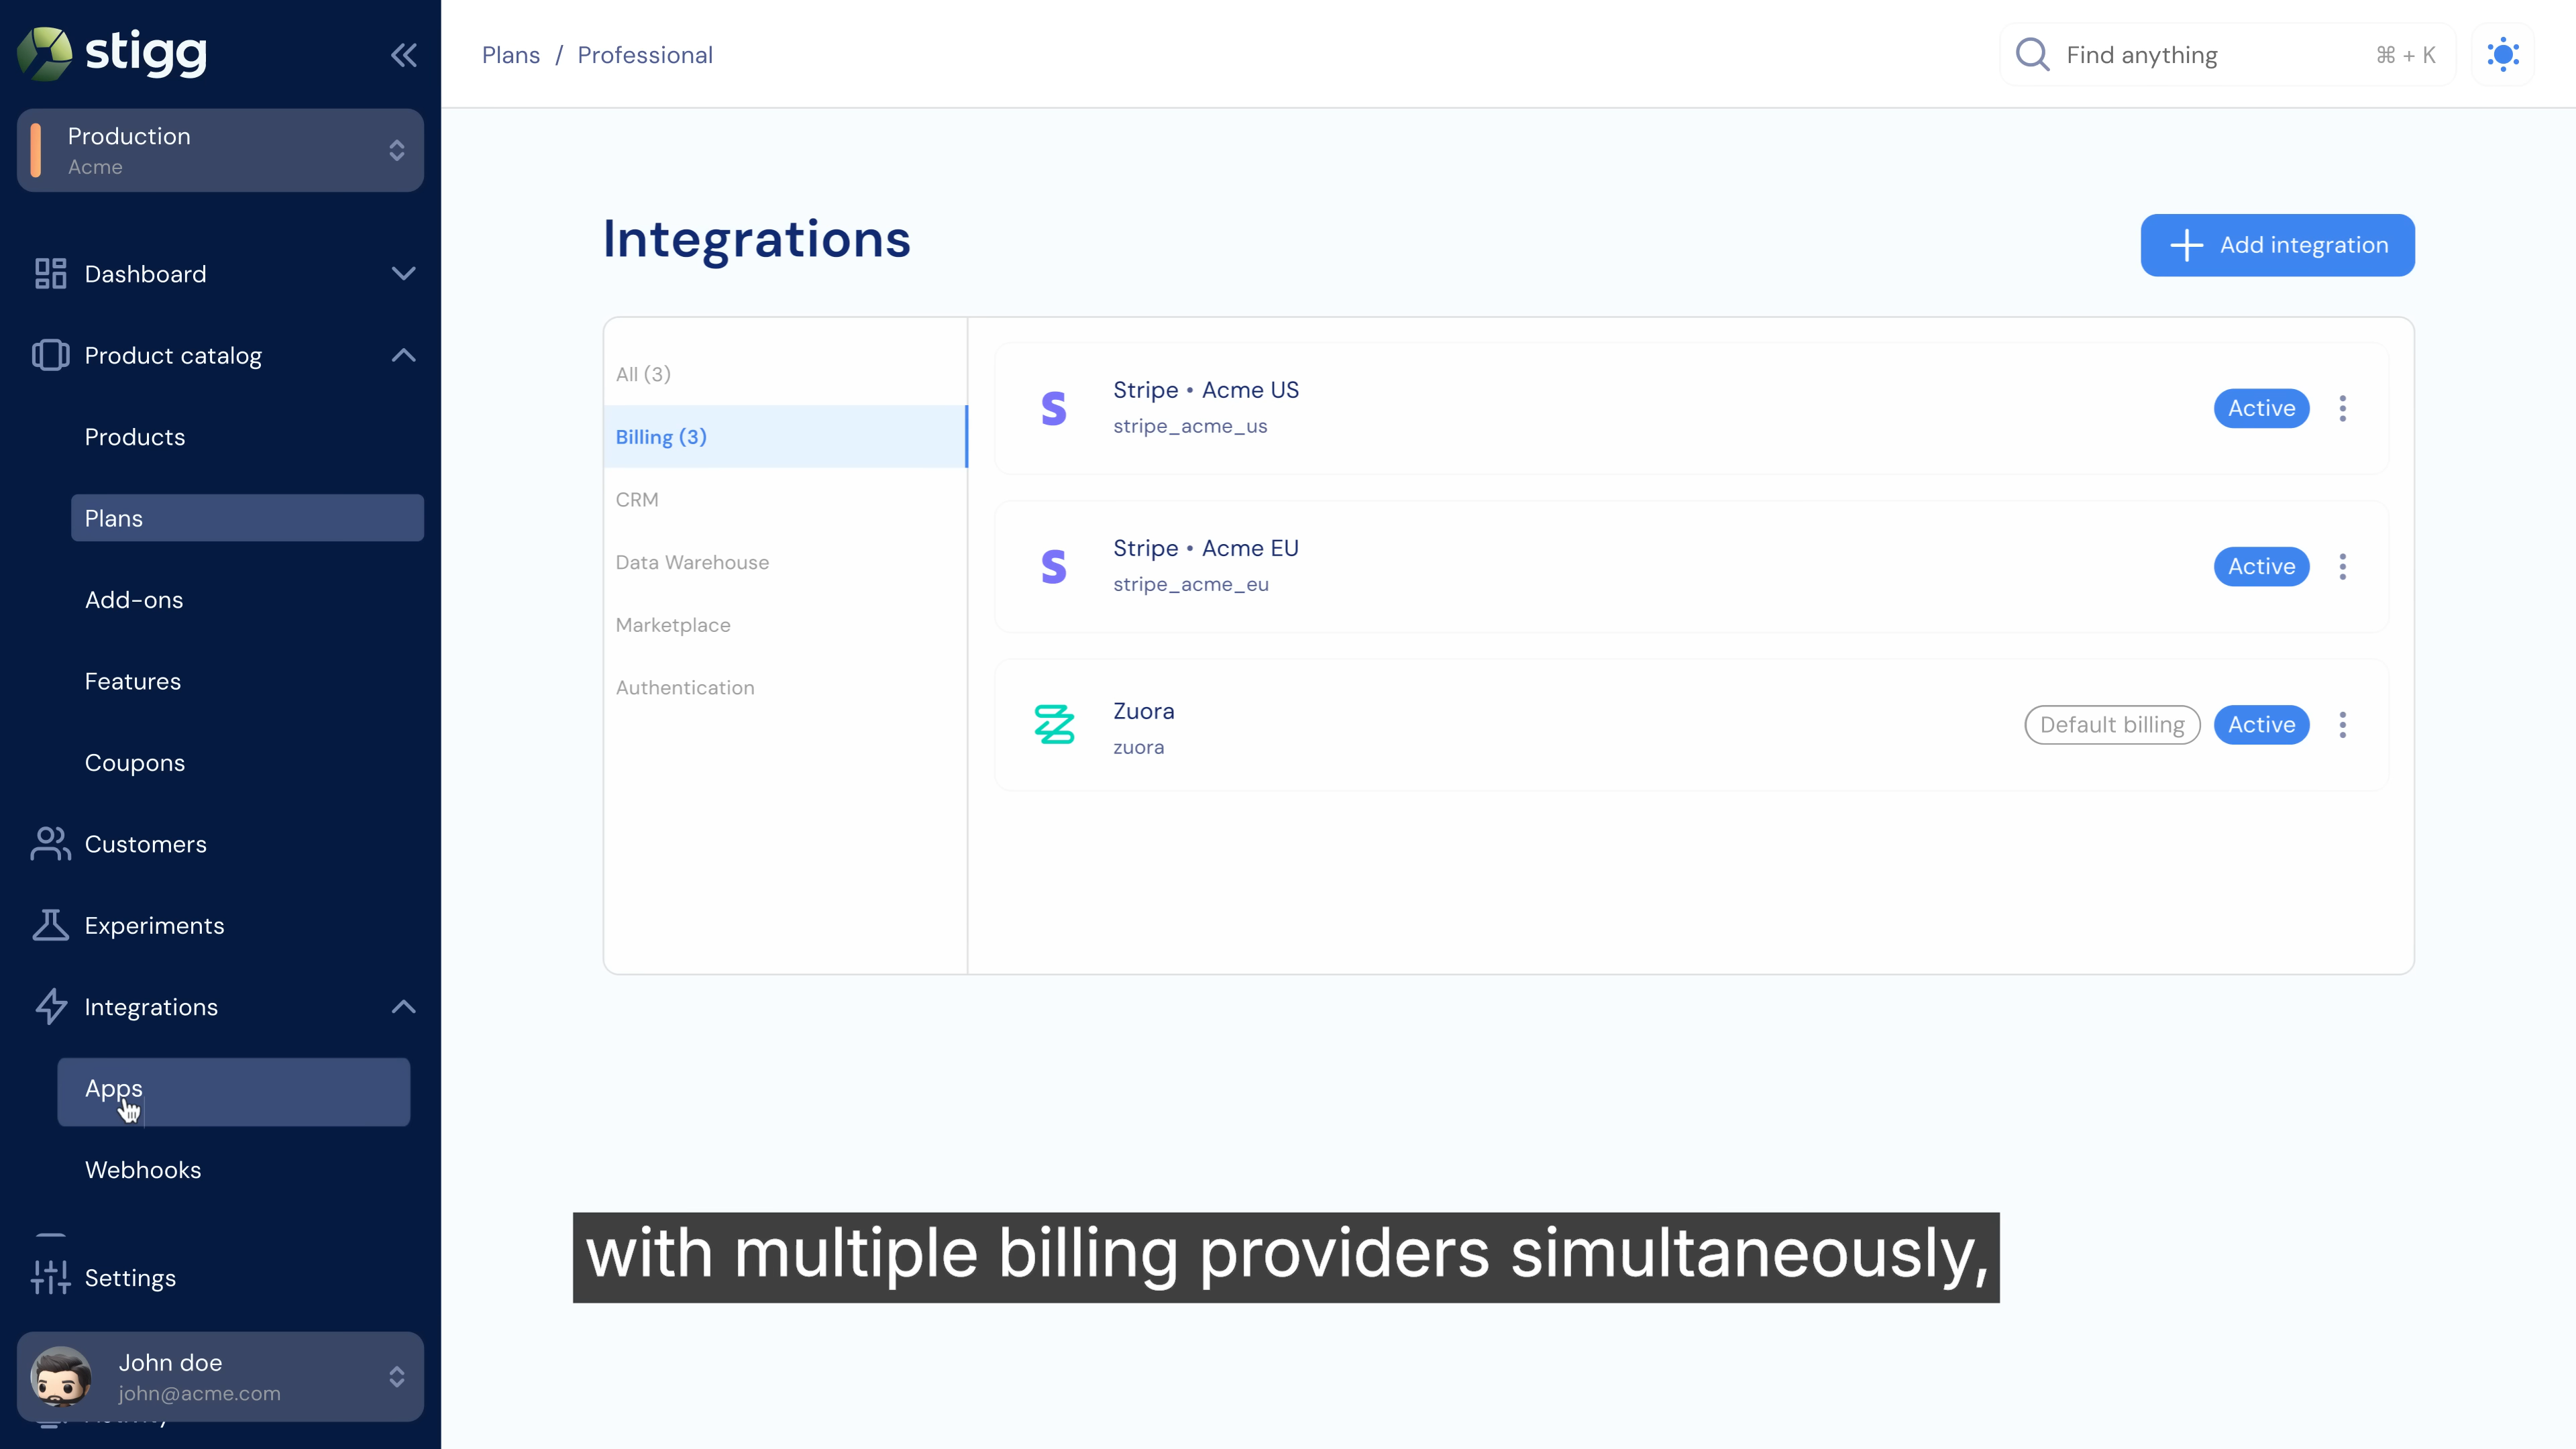 stigg
Production
Acme
Dashboard
Product catalog
Products
Plans
Add-ons
Features
Coupons
Customers
Experiments
Integrations
Apps
Webhooks
Settings
John doe
john@acme.com
Plans / Professional
Find anything
⌘ + K
Integrations
Add integration
All (3)
Billing (3)
CRM
Data Warehouse
Marketplace
Authentication
Stripe • Acme US
stripe_acme_us
Active
Stripe • Acme EU
stripe_acme_eu
Active
Zuora
zuora
Default billing
Active
with multiple billing providers simultaneously,